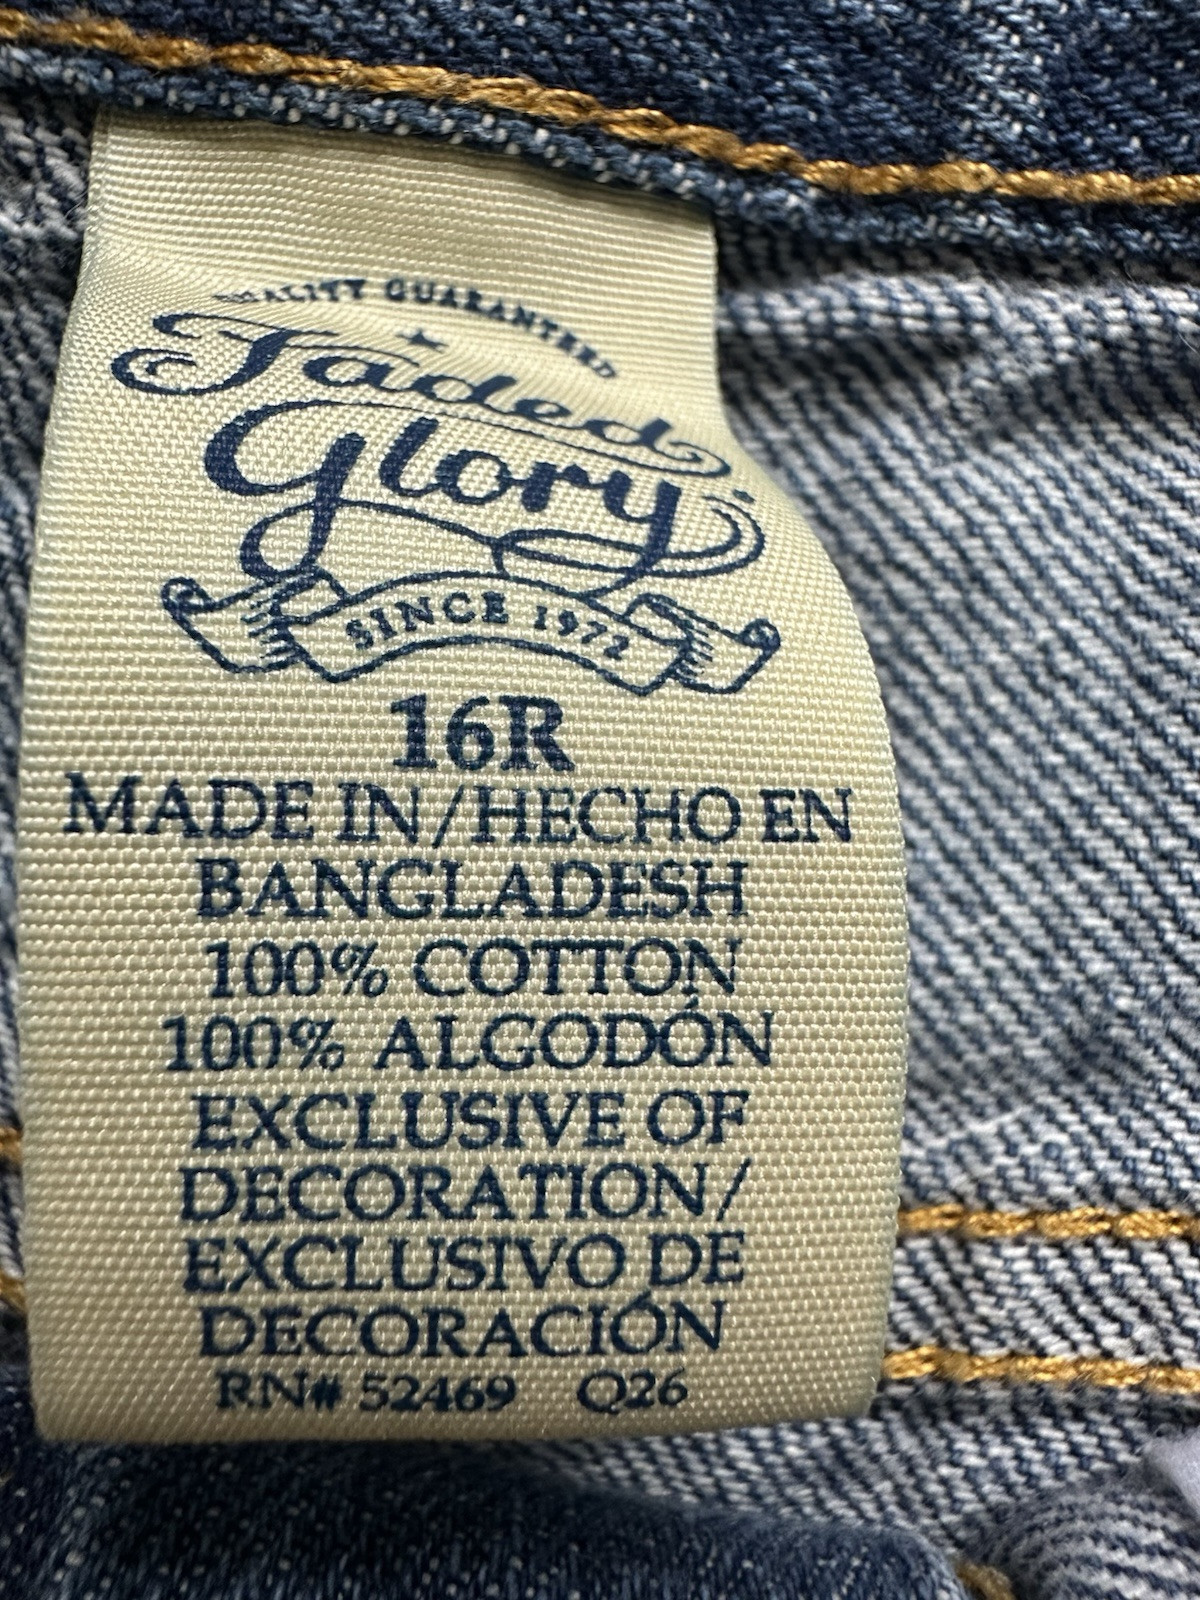 QUALITY GUARANTEED
Faded
Glory
SINCE 1972
16R
MADE IN/HECHO EN
BANGLADESH
100% COTTON
100% ALGODÓN
EXCLUSIVE OF
DECORATION/
EXCLUSIVO DE
DECORACIÓN
RN# 52469 Q26